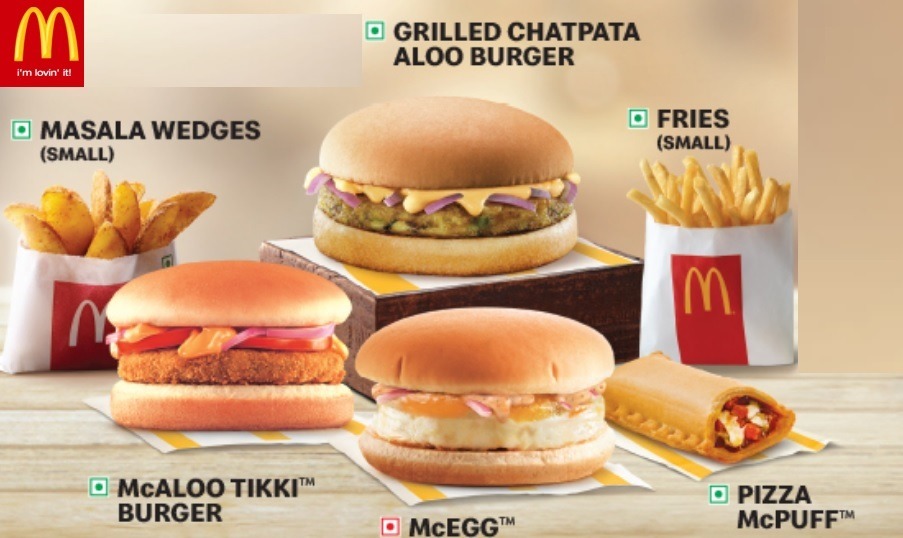 i'm lovin' it!
GRILLED CHATPATA
ALOO BURGER
MASALA WEDGES
(SMALL)
FRIES
(SMALL)
McALOO TIKKI™
BURGER
McEGG™
PIZZA
McPUFF™